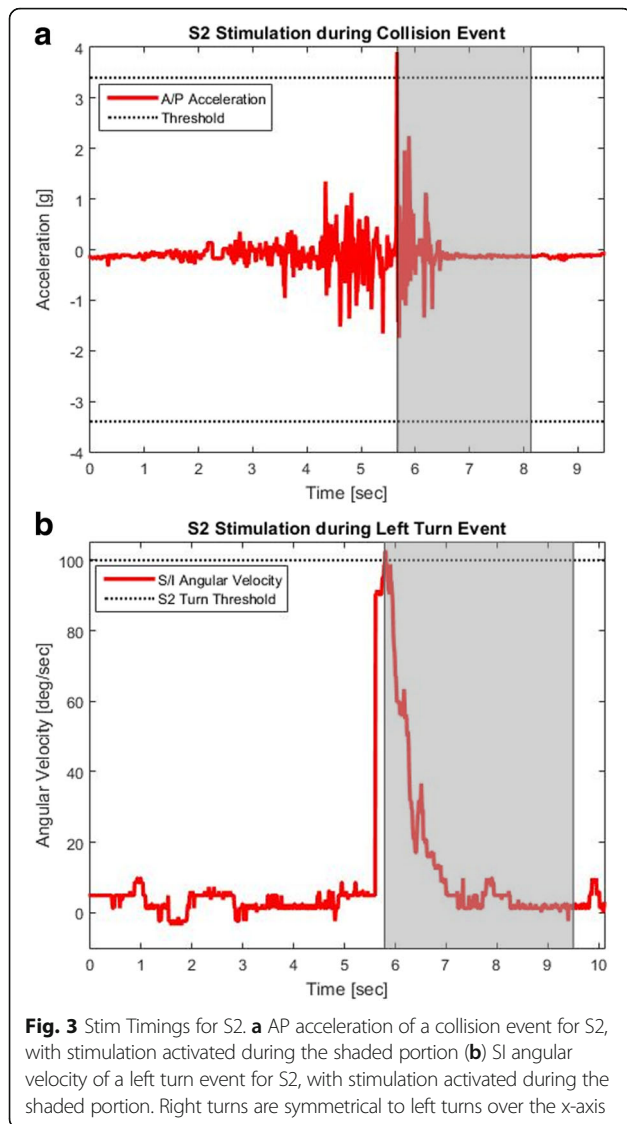 a
S2 Stimulation during Collision Event
4
3
2
1
0
-1
-2
-3
-4
Acceleration [g]
A/P Acceleration
Threshold
0 1 2 3 4 5 6 7 8 9
Time [sec]
b
S2 Stimulation during Left Turn Event
100
80
60
40
20
0
Angular Velocity [deg/sec]
S/I Angular Velocity
S2 Turn Threshold
0 1 2 3 4 5 6 7 8 9 10
Time [sec]
Fig. 3 Stim Timings for S2. a AP acceleration of a collision event for S2,
with stimulation activated during the shaded portion (b) SI angular
velocity of a left turn event for S2, with stimulation activated during the
shaded portion. Right turns are symmetrical to left turns over the x-axis